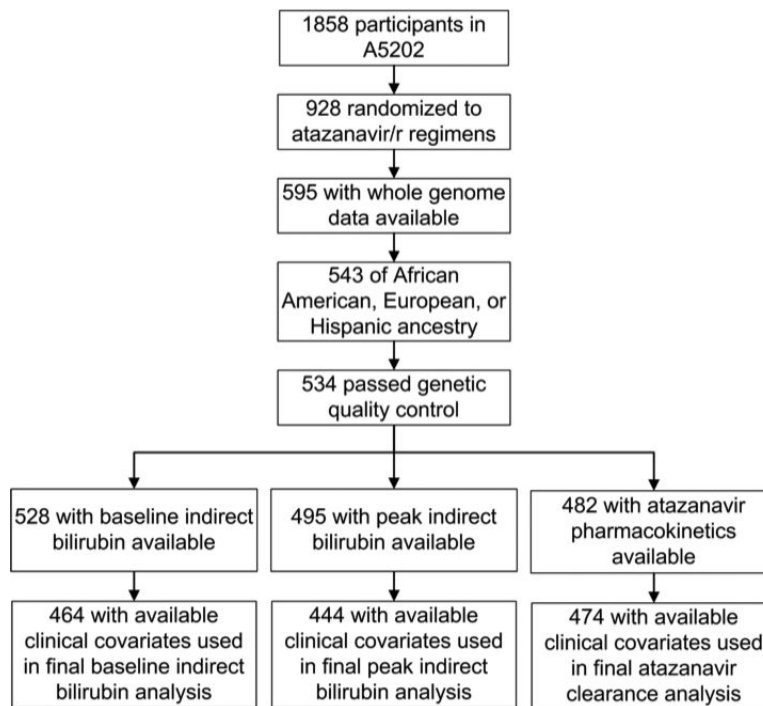 1858 participants in
A5202
928 randomized to
atazanavir/r regimens
595 with whole genome
data available
543 of African
American, European, or
Hispanic ancestry
534 passed genetic
quality control
528 with baseline indirect
bilirubin available
495 with peak indirect
bilirubin available
482 with atazanavir
pharmacokinetics
available
464 with available
clinical covariates used
in final baseline indirect
bilirubin analysis
444 with available
clinical covariates used
in final peak indirect
bilirubin analysis
474 with available
clinical covariates used
in final atazanavir
clearance analysis